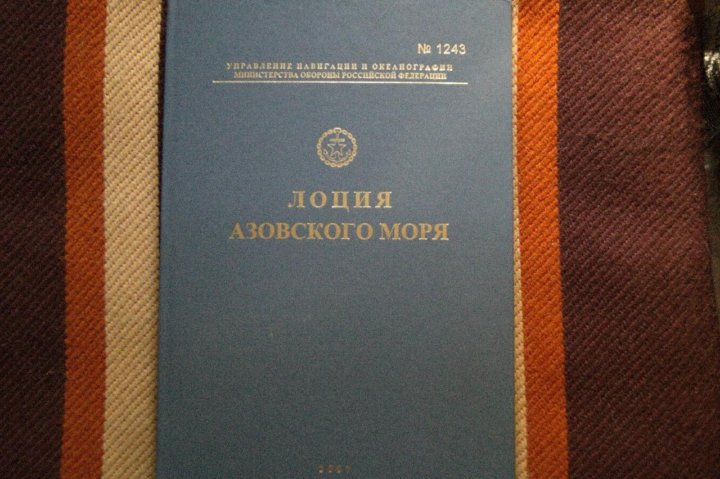 № 1243
УПРАВЛЕНИЕ НАВИГАЦИИ И ОКЕАНОГРАФИИ
МИНИСТЕРСТВА ОБОРОНЫ РОССИЙСКОЙ ФЕДЕРАЦИИ
ЛОЦИЯ
АЗОВСКОГО МОРЯ